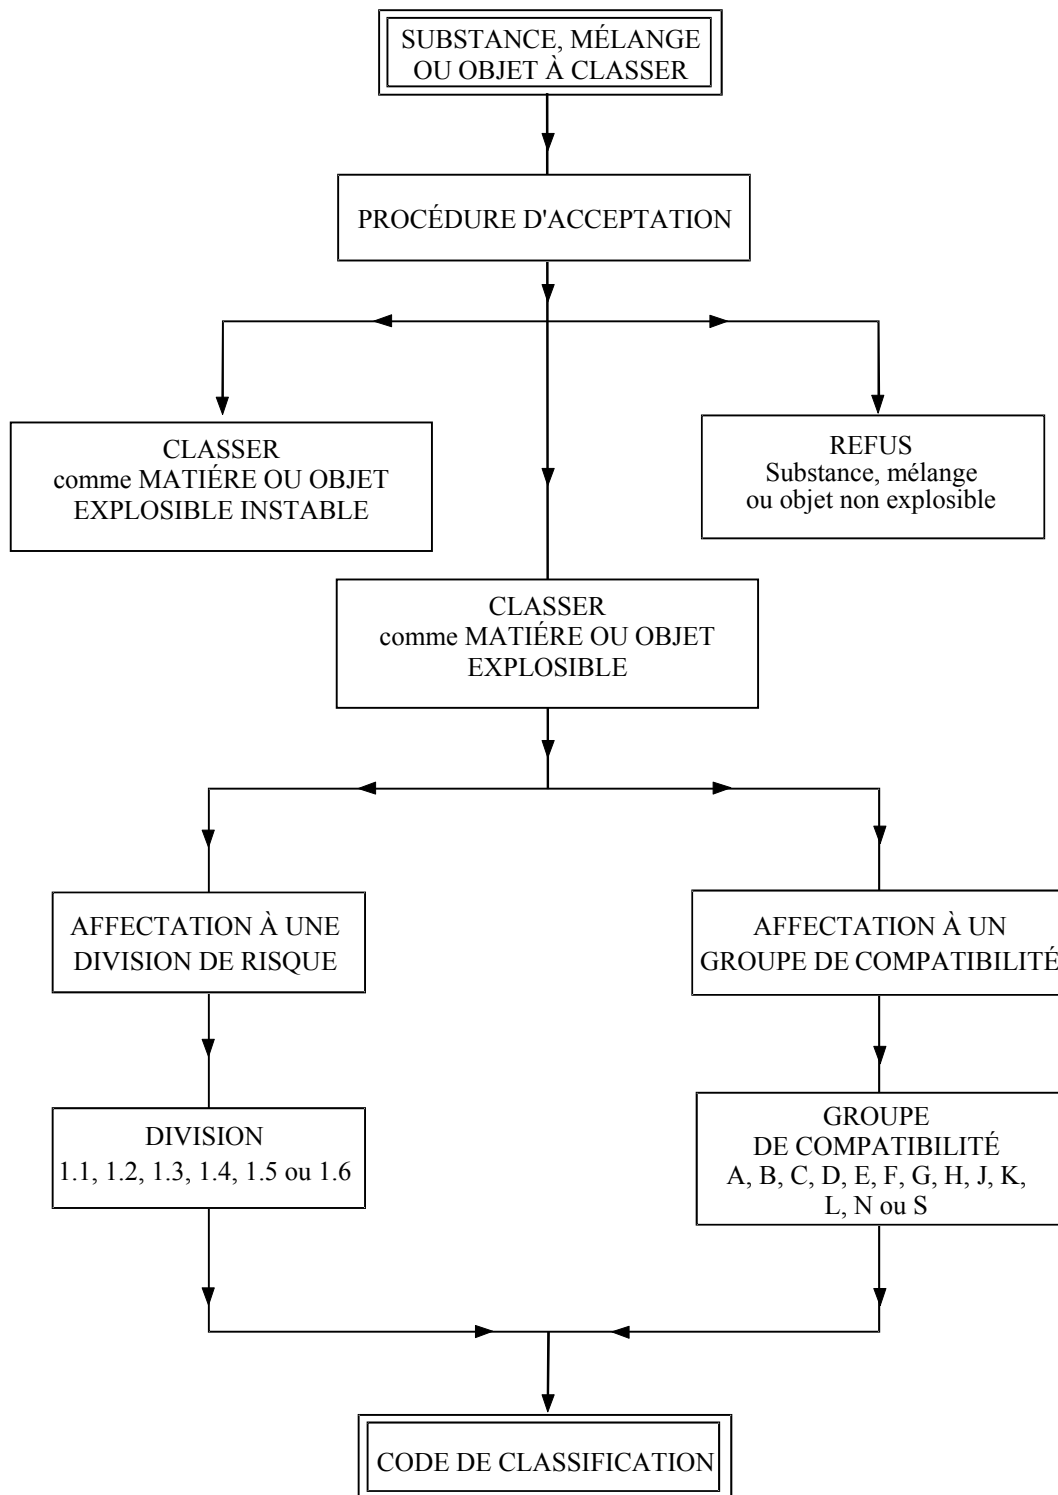 SUBSTANCE, MÉLANGE
OU OBJET À CLASSER
PROCÉDURE D'ACCEPTATION
CLASSER
comme MATIÉRE OU OBJET
EXPLOSIBLE INSTABLE
REFUS
Substance, mélange
ou objet non explosible
CLASSER
comme MATIÉRE OU OBJET
EXPLOSIBLE
AFFECTATION À UNE
DIVISION DE RISQUE
AFFECTATION À UN
GROUPE DE COMPATIBILITÉ
DIVISION
1.1, 1.2, 1.3, 1.4, 1.5 ou 1.6
GROUPE
DE COMPATIBILITÉ
A, B, C, D, E, F, G, H, J, K,
L, N ou S
CODE DE CLASSIFICATION